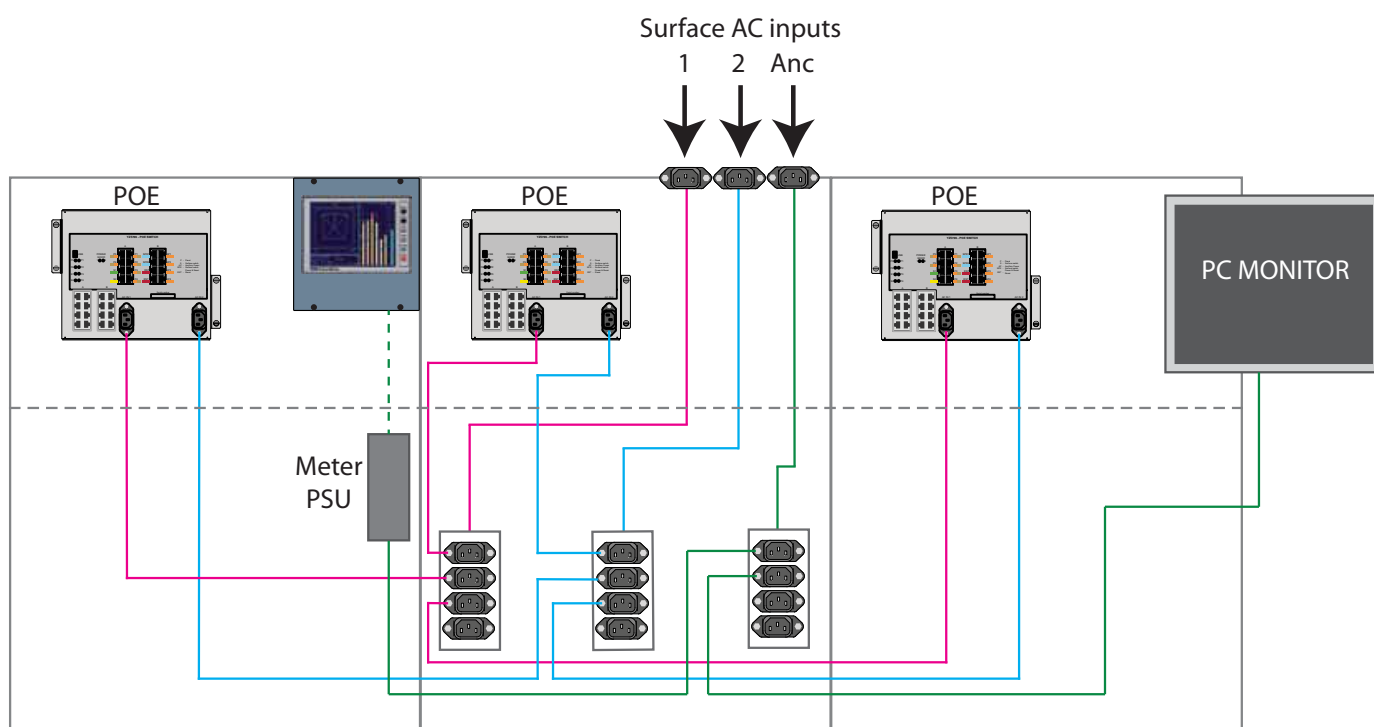 Surface AC inputs
1 2 Anc
POE
POE
POE
PC MONITOR
Meter
PSU